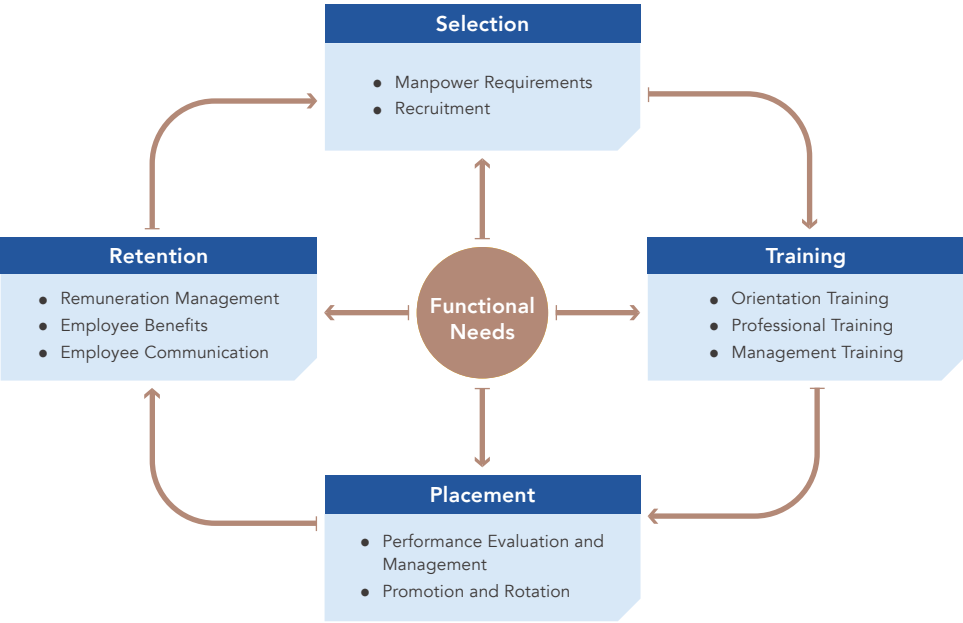 Selection
● Manpower Requirements
● Recruitment
Retention
● Remuneration Management
● Employee Benefits
● Employee Communication
Functional
Needs
Training
● Orientation Training
● Professional Training
● Management Training
Placement
● Performance Evaluation and
Management
● Promotion and Rotation